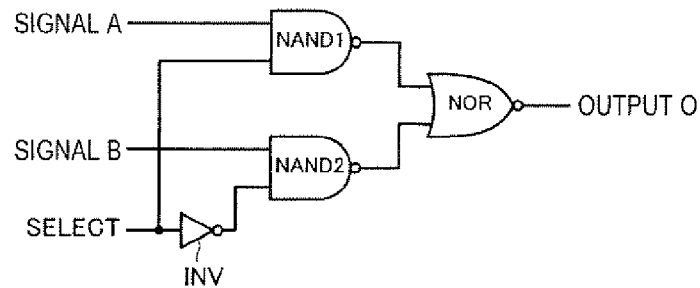 SIGNAL A
NAND1
NOR
OUTPUT O
SIGNAL B
NAND2
SELECT
INV